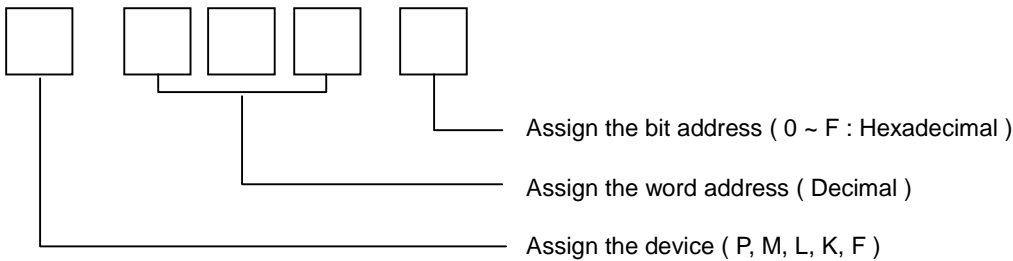 Assign the bit address ( 0 ~ F : Hexadecimal )
Assign the word address ( Decimal )
Assign the device ( P, M, L, K, F )